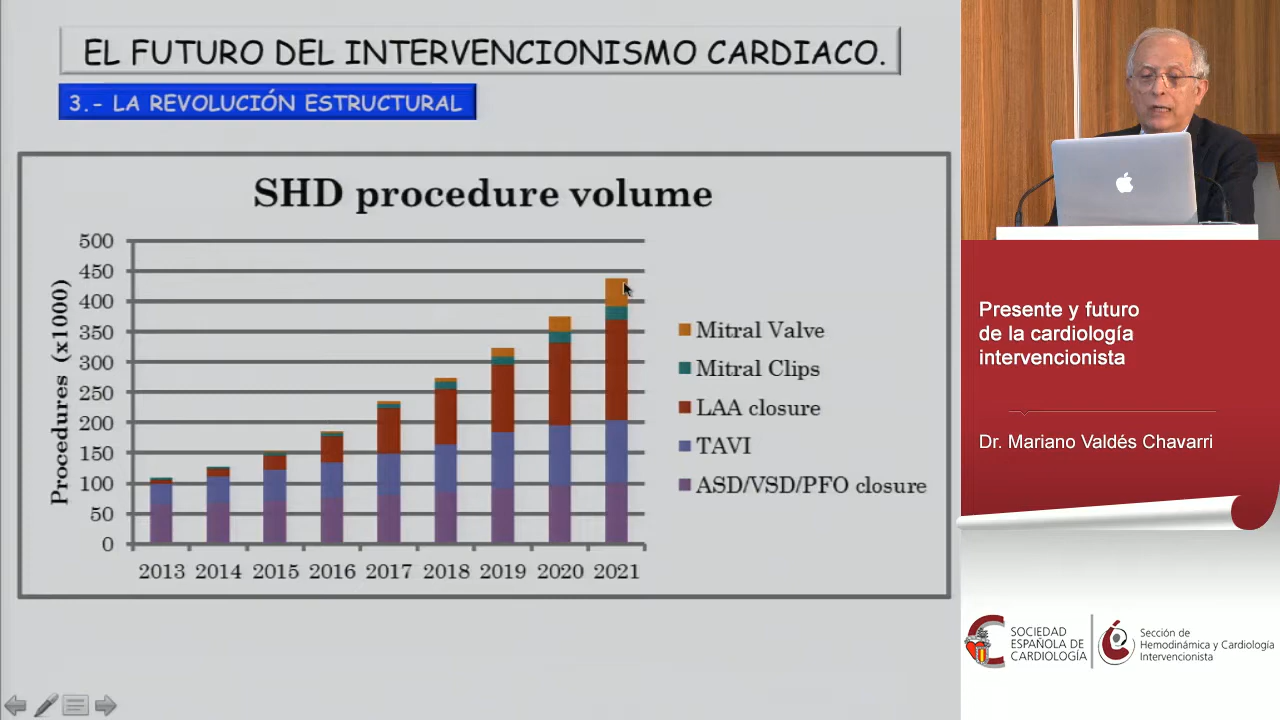 EL FUTURO DEL INTERVENCIONISMO CARDIACO.
3.- LA REVOLUCIÓN ESTRUCTURAL
SHD procedure volume
Procedures (x1000)
500
450
400
350
300
250
200
150
100
50
0
2013 2014 2015 2016 2017 2018 2019 2020 2021
Mitral Valve
Mitral Clips
LAA closure
TAVI
ASD/VSD/PFO closure
Presente y futuro
de la cardiología
intervencionista
Dr. Mariano Valdés Chavarri
SOCIEDAD
ESPAÑOLA DE
CARDIOLOGÍA
Sección de
Hemodinámica y Cardiología
Intervencionista